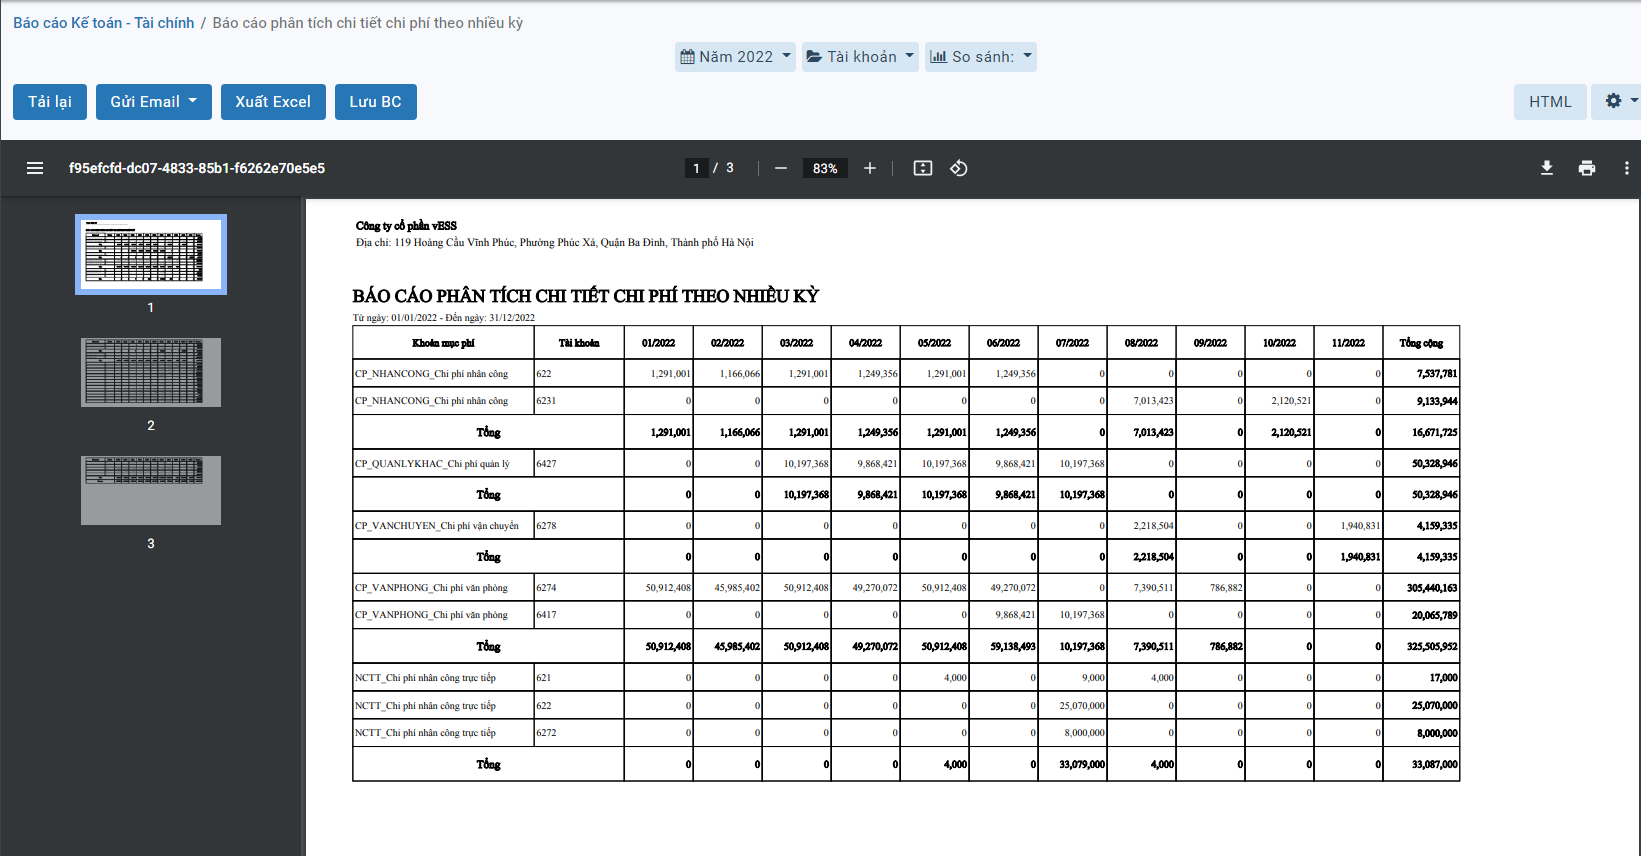 Báo cáo Kế toán - Tài chính / Báo cáo phân tích chi tiết chi phí theo nhiều kỳ
Năm 2022 Tài khoản So sánh:
Tải lại Gửi Email Xuất Excel Lưu BC HTML
f95efcfd-dc07-4833-85b1-f6262e70e5e5 1 / 3 83%
1
2
3
Công ty cổ phần vESS
Địa chỉ: 119 Hoàng Cầu Vĩnh Phúc, Phường Phúc Xá, Quận Ba Đình, Thành phố Hà Nội
BÁO CÁO PHÂN TÍCH CHI TIẾT CHI PHÍ THEO NHIỀU KỲ
Từ ngày: 01/01/2022 - Đến ngày: 31/12/2022
Khoản mục phí Tài khoản 01/2022 02/2022 03/2022 04/2022 05/2022 06/2022 07/2022 08/2022 09/2022 10/2022 11/2022 Tổng cộng
CP_NHANCONG_Chi phí nhân công 622 1,291,001 1,166,066 1,291,001 1,249,356 1,291,001 1,249,356 0 0 0 0 0 7,537,781
CP_NHANCONG_Chi phí nhân công 6231 0 0 0 0 0 0 0 7,013,423 0 2,120,521 0 9,133,944
Tổng 1,291,001 1,166,066 1,291,001 1,249,356 1,291,001 1,249,356 0 7,013,423 0 2,120,521 0 16,671,725
CP_QUANLYKHAC_Chi phí quản lý 6427 0 0 10,197,368 9,868,421 10,197,368 9,868,421 10,197,368 0 0 0 0 50,328,946
Tổng 0 0 10,197,368 9,868,421 10,197,368 9,868,421 10,197,368 0 0 0 0 50,328,946
CP_VANCHUYEN_Chi phí vận chuyển 6278 0 0 0 0 0 0 0 2,218,504 0 0 1,940,831 4,159,335
Tổng 0 0 0 0 0 0 0 2,218,504 0 0 1,940,831 4,159,335
CP_VANPHONG_Chi phí văn phòng 6274 50,912,408 45,985,402 50,912,408 49,270,072 50,912,408 49,270,072 0 7,390,511 786,882 0 0 305,440,163
CP_VANPHONG_Chi phí văn phòng 6417 0 0 0 0 0 9,868,421 10,197,368 0 0 0 0 20,065,789
Tổng 50,912,408 45,985,402 50,912,408 49,270,072 50,912,408 59,138,493 10,197,368 7,390,511 786,882 0 0 325,505,952
NCTT_Chi phí nhân công trực tiếp 621 0 0 0 0 4,000 0 9,000 4,000 0 0 0 17,000
NCTT_Chi phí nhân công trực tiếp 622 0 0 0 0 0 0 25,070,000 0 0 0 0 25,070,000
NCTT_Chi phí nhân công trực tiếp 6272 0 0 0 0 0 0 8,000,000 0 0 0 0 8,000,000
Tổng 0 0 0 0 4,000 0 33,079,000 4,000 0 0 0 33,087,000